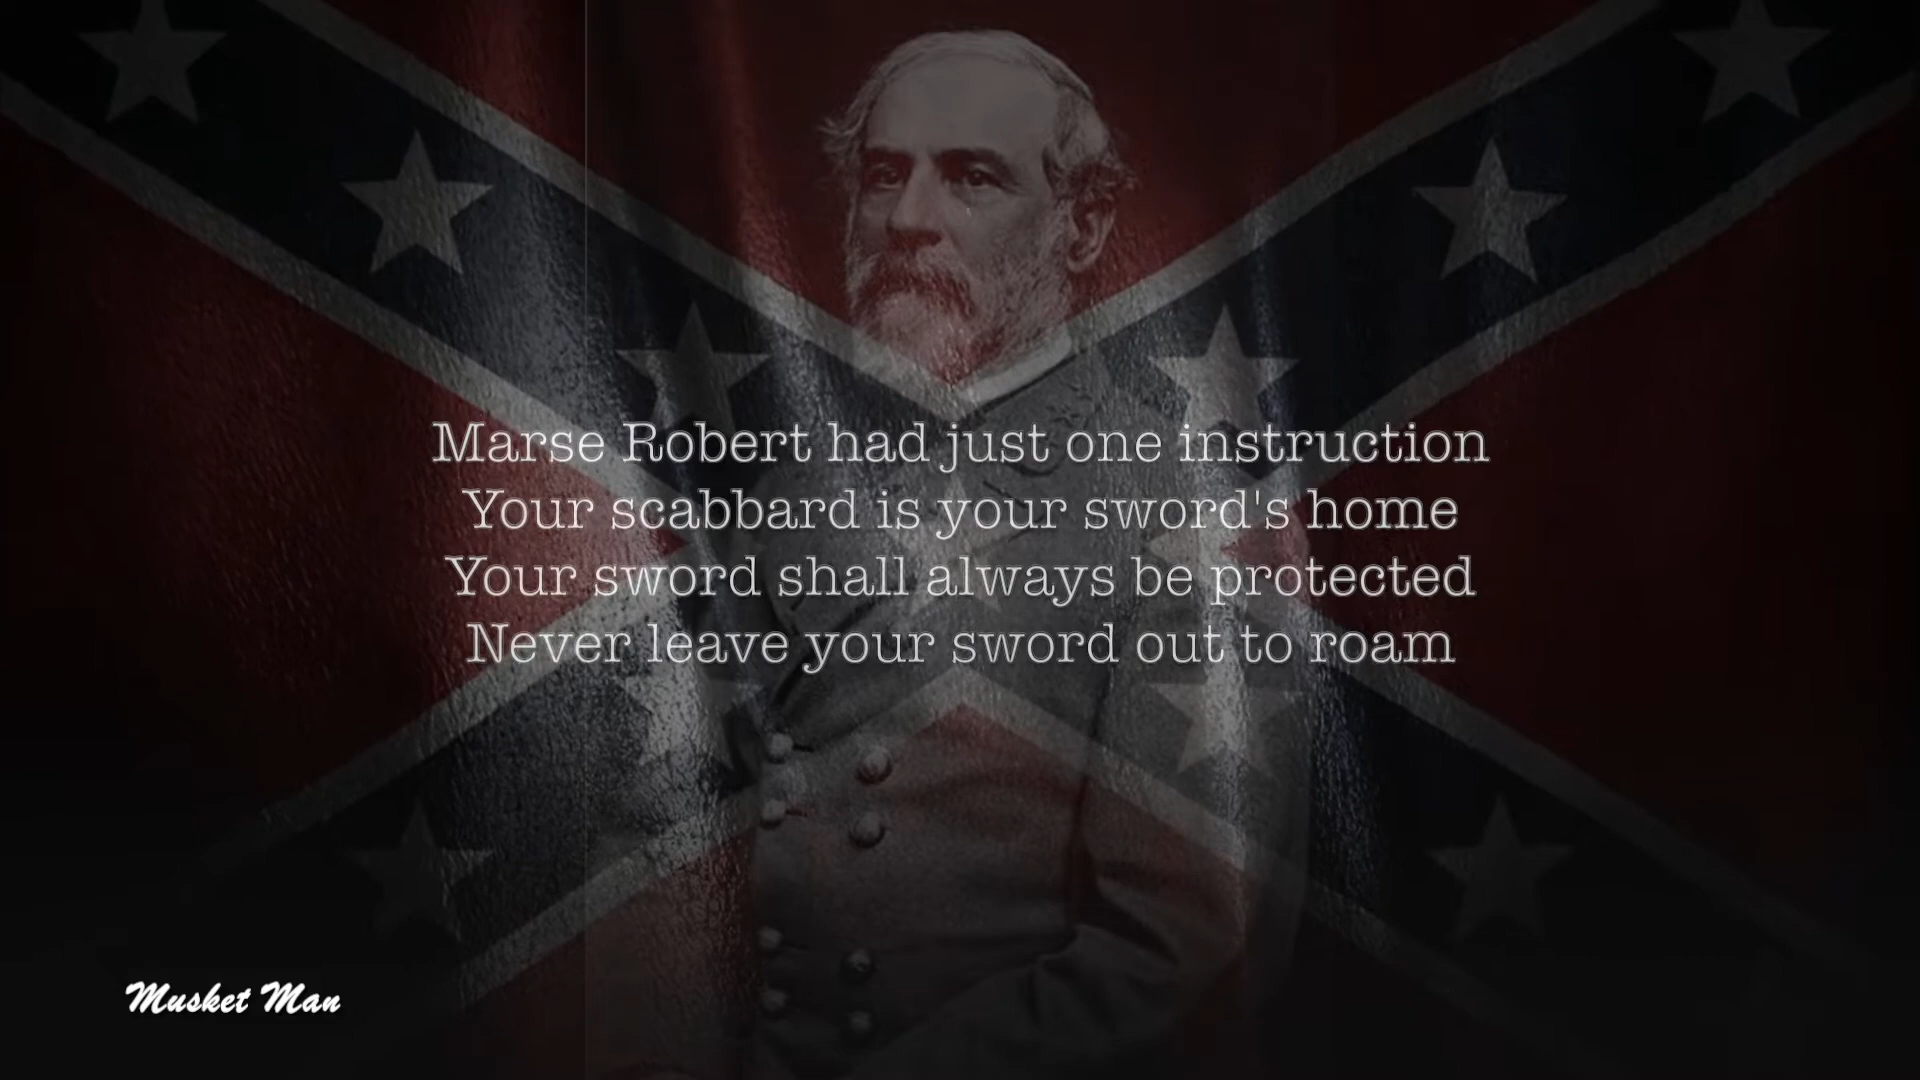 Marse Robert had just one instruction
Your scabbard is your sword's home
Your sword shall always be protected
Never leave your sword out to roam
Musket Man